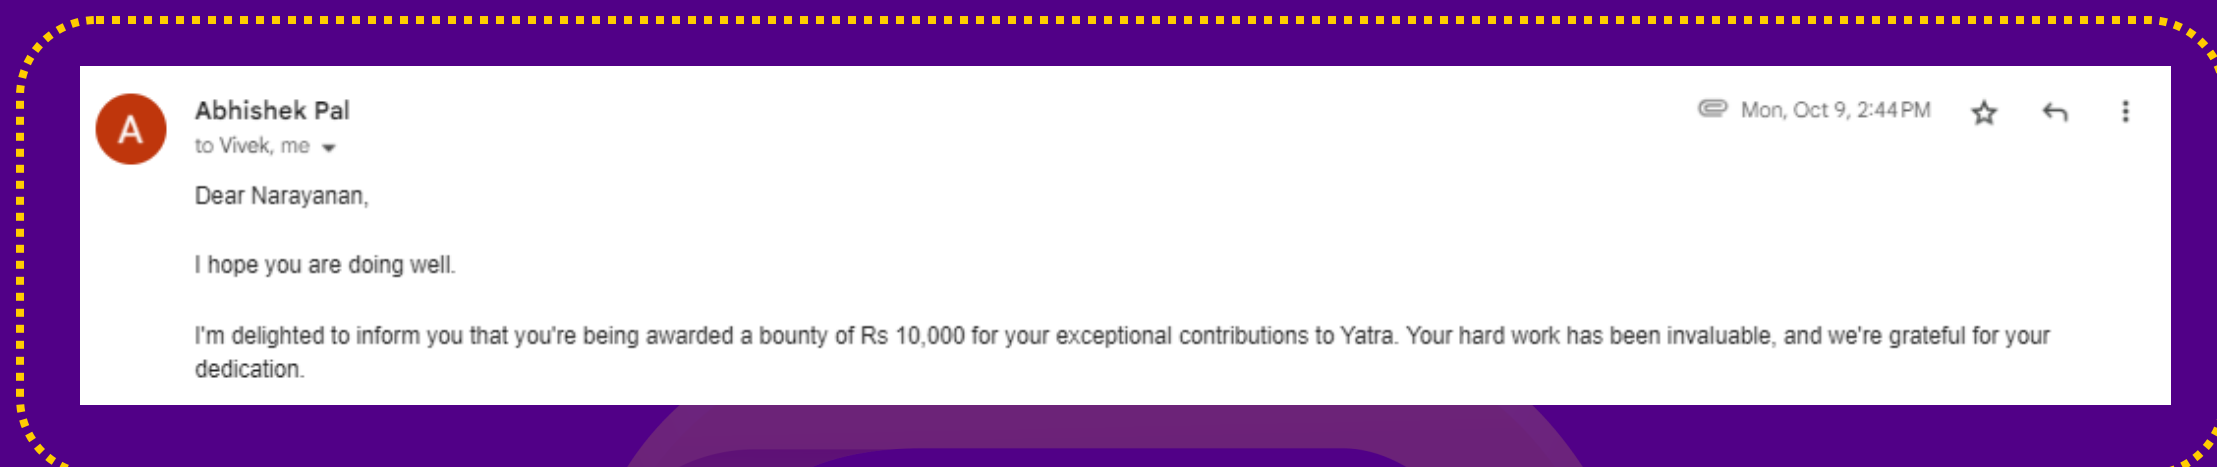 A
Abhishek Pal
Mon, Oct 9, 2:44 PM
to Vivek, me
Dear Narayanan,
I hope you are doing well.
I'm delighted to inform you that you're being awarded a bounty of Rs 10,000 for your exceptional contributions to Yatra. Your hard work has been invaluable, and we're grateful for your
dedication.